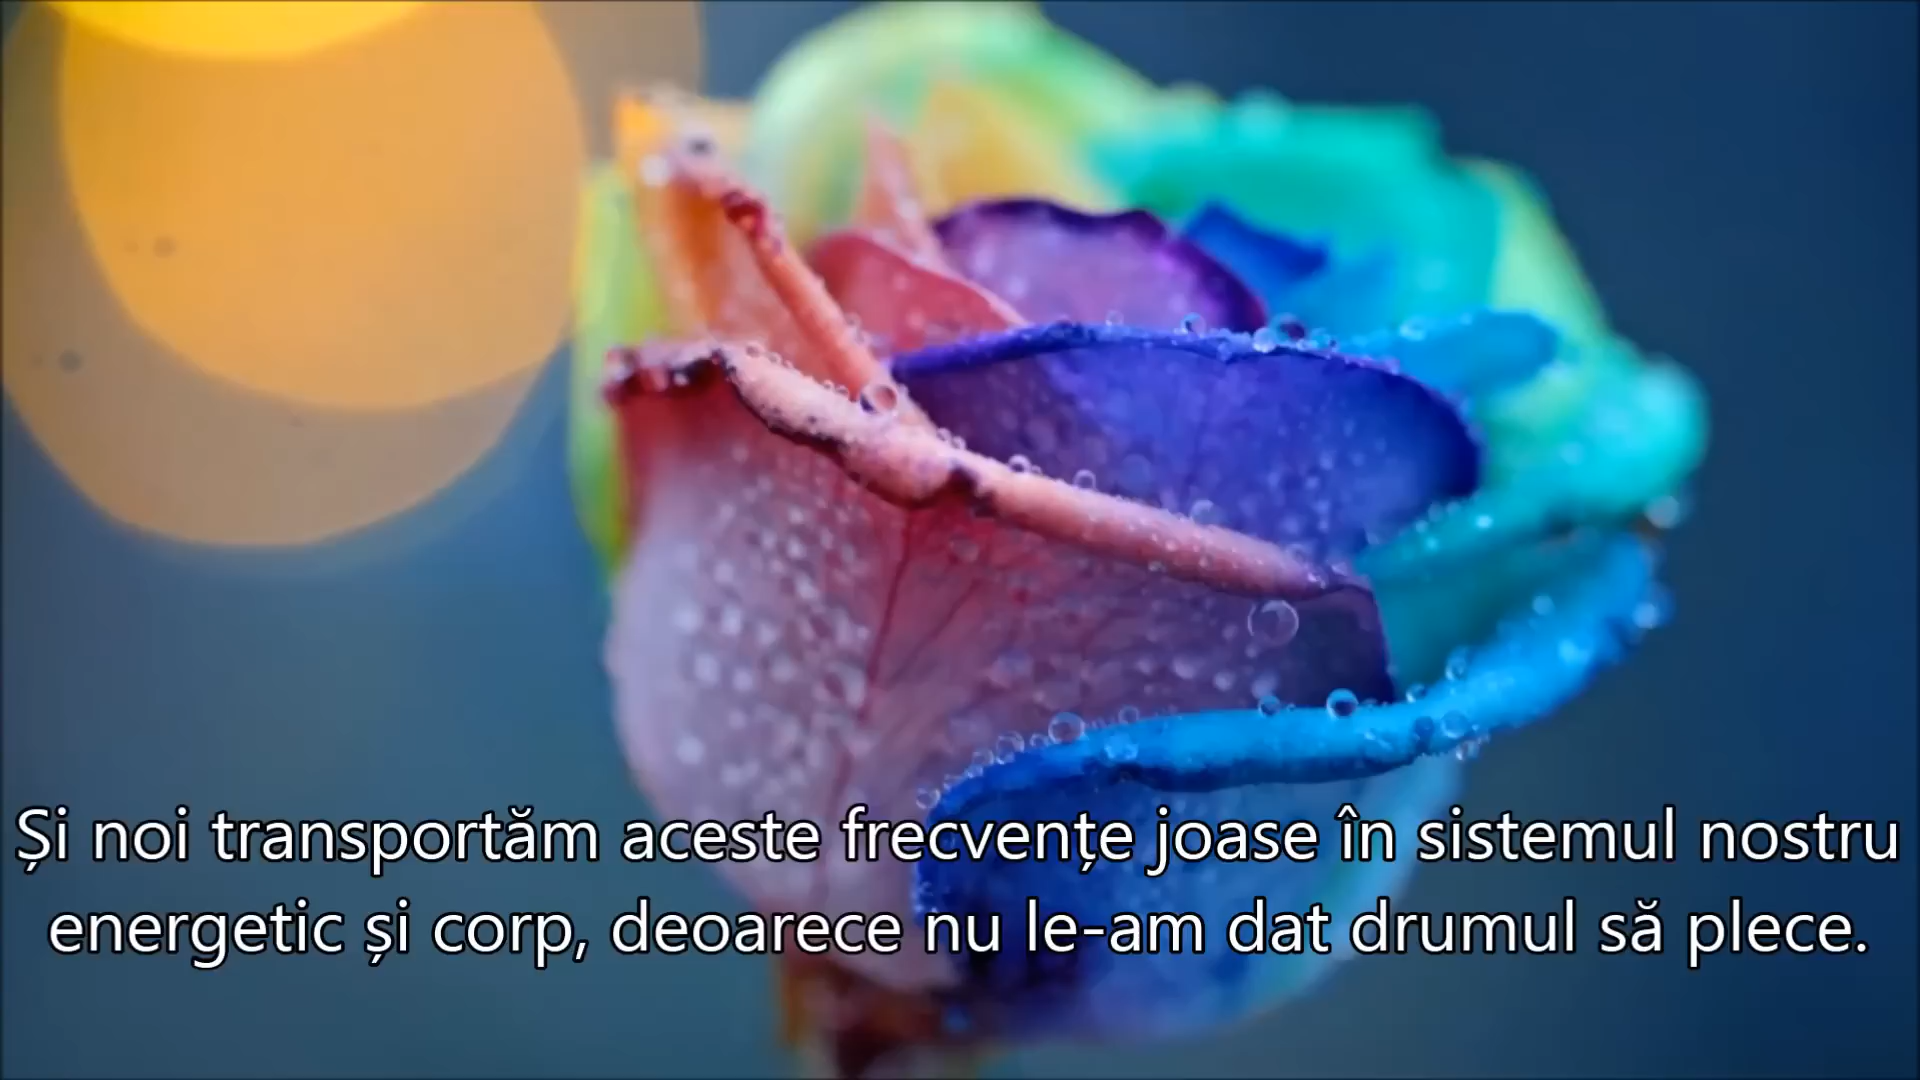 Și noi transportăm aceste frecvențe joase în sistemul nostru
energetic și corp, deoarece nu le-am dat drumul să plece.